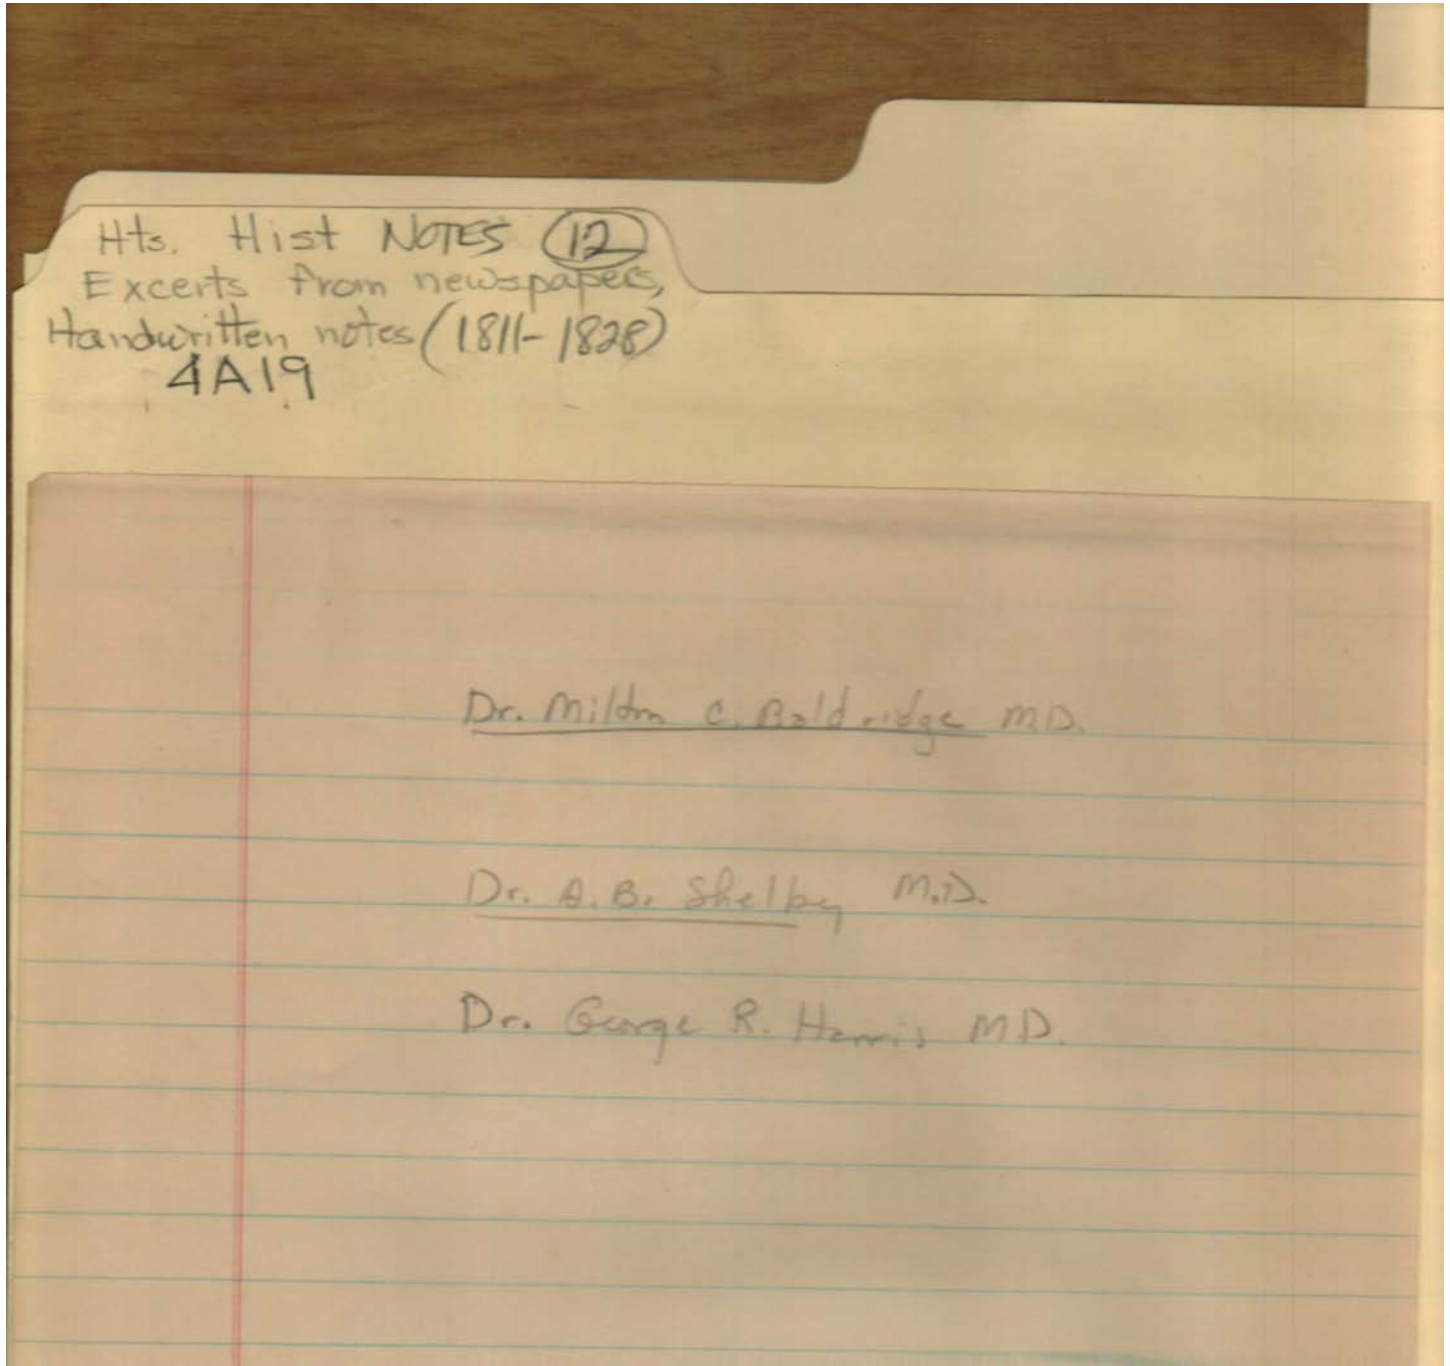 Hts. Hist NOTES 12
Excerts from newspapers,
Handwritten notes (1811-1828)
4A19
Dr. Milton C. Baldridge M.D.
Dr. A. B. Shelby M.D.
Dr. George R. Harris MD.